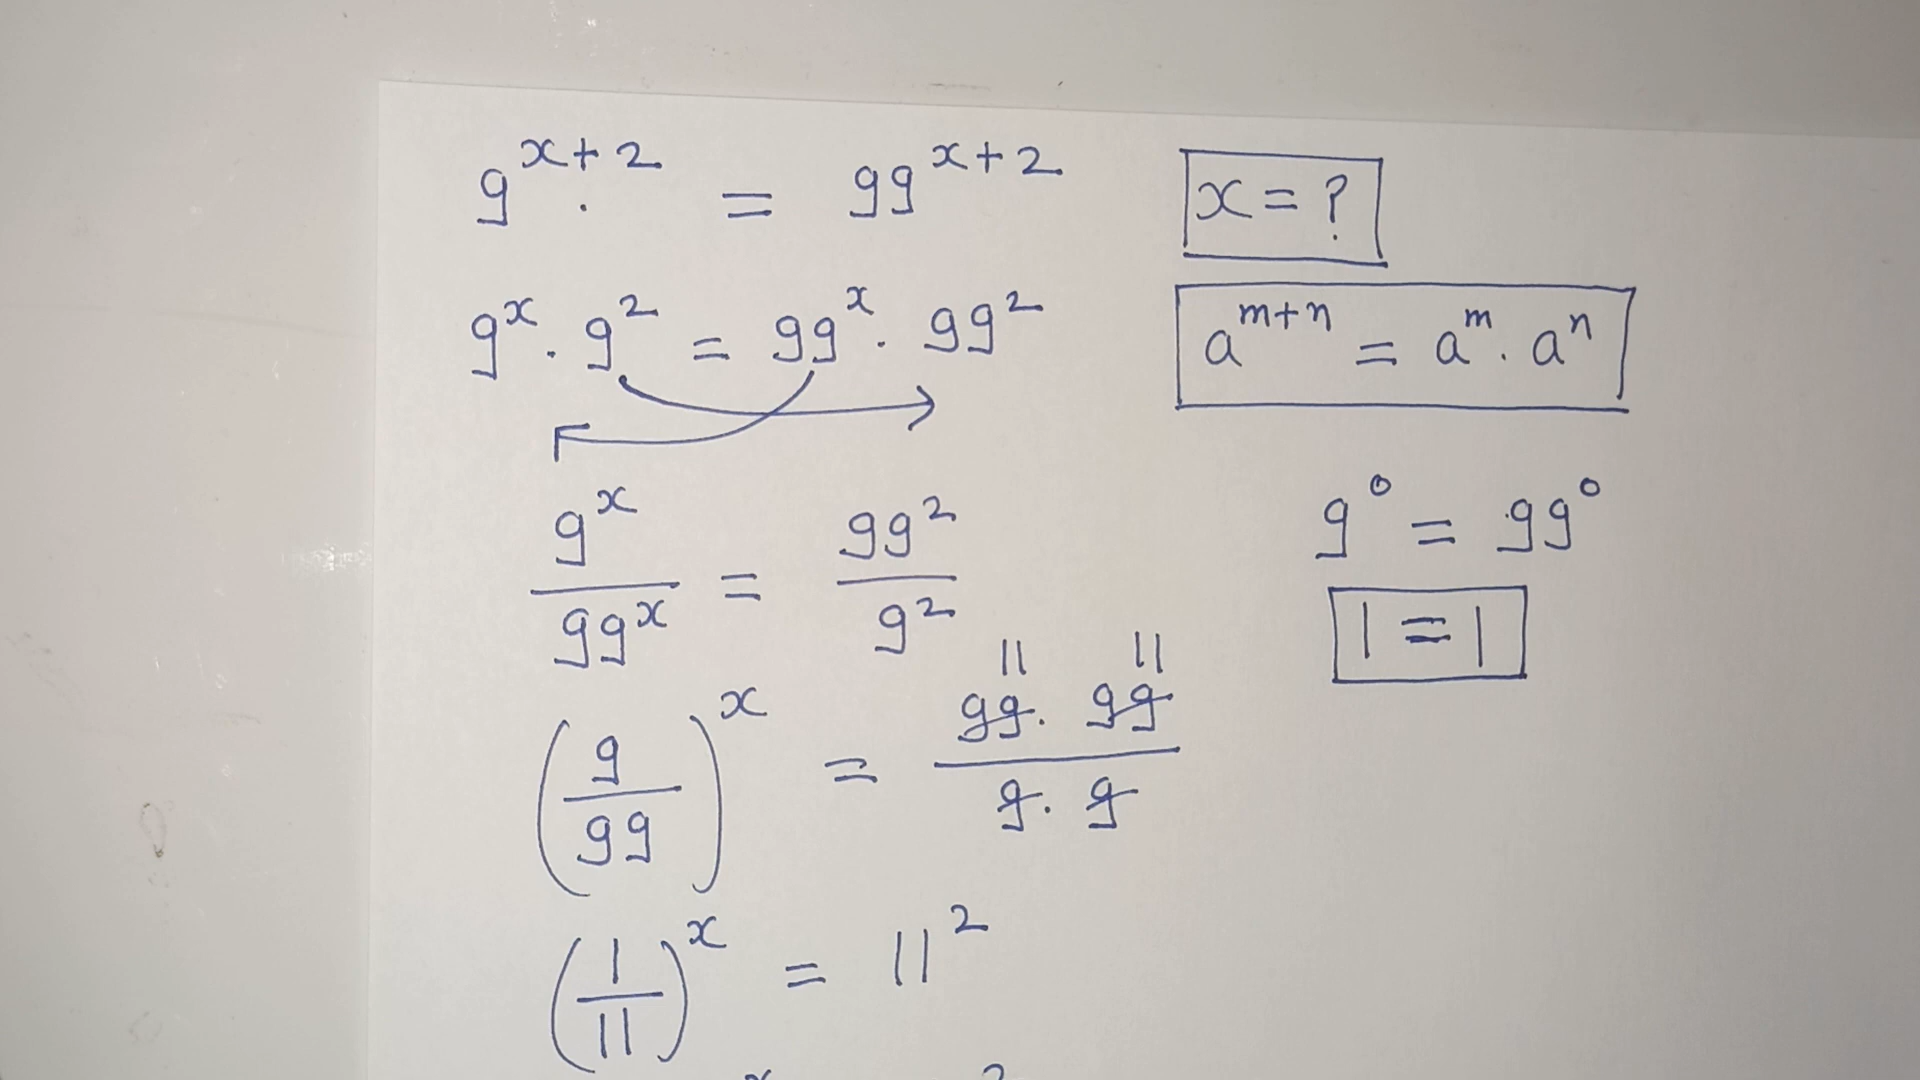 9^{x+2} = 99^{x+2}
x = ?
9^x . 9^2 = 99^x . 99^2
a^{m+n} = a^m . a^n
9^x / 99^x = 99^2 / 9^2
9^0 = 99^0
1 = 1
(9 / 99)^x = 99 . 99 / 9 . 9
11 11
(1 / 11)^x = 11^2